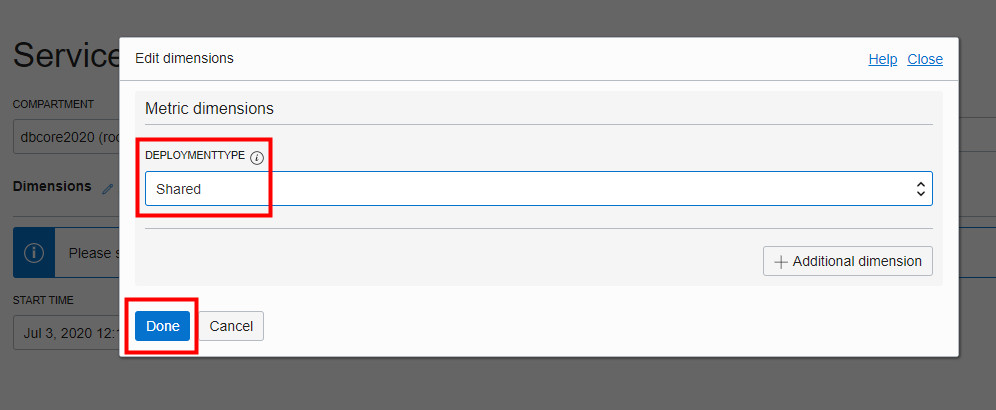 Service
Edit dimensions
Help Close
COMPARTMENT
Metric dimensions
dbcore2020 (roo
DEPLOYMENTTYPE
Dimensions
Shared
Please s
Additional dimension
START TIME
Jul 3, 2020 12:1
Done Cancel